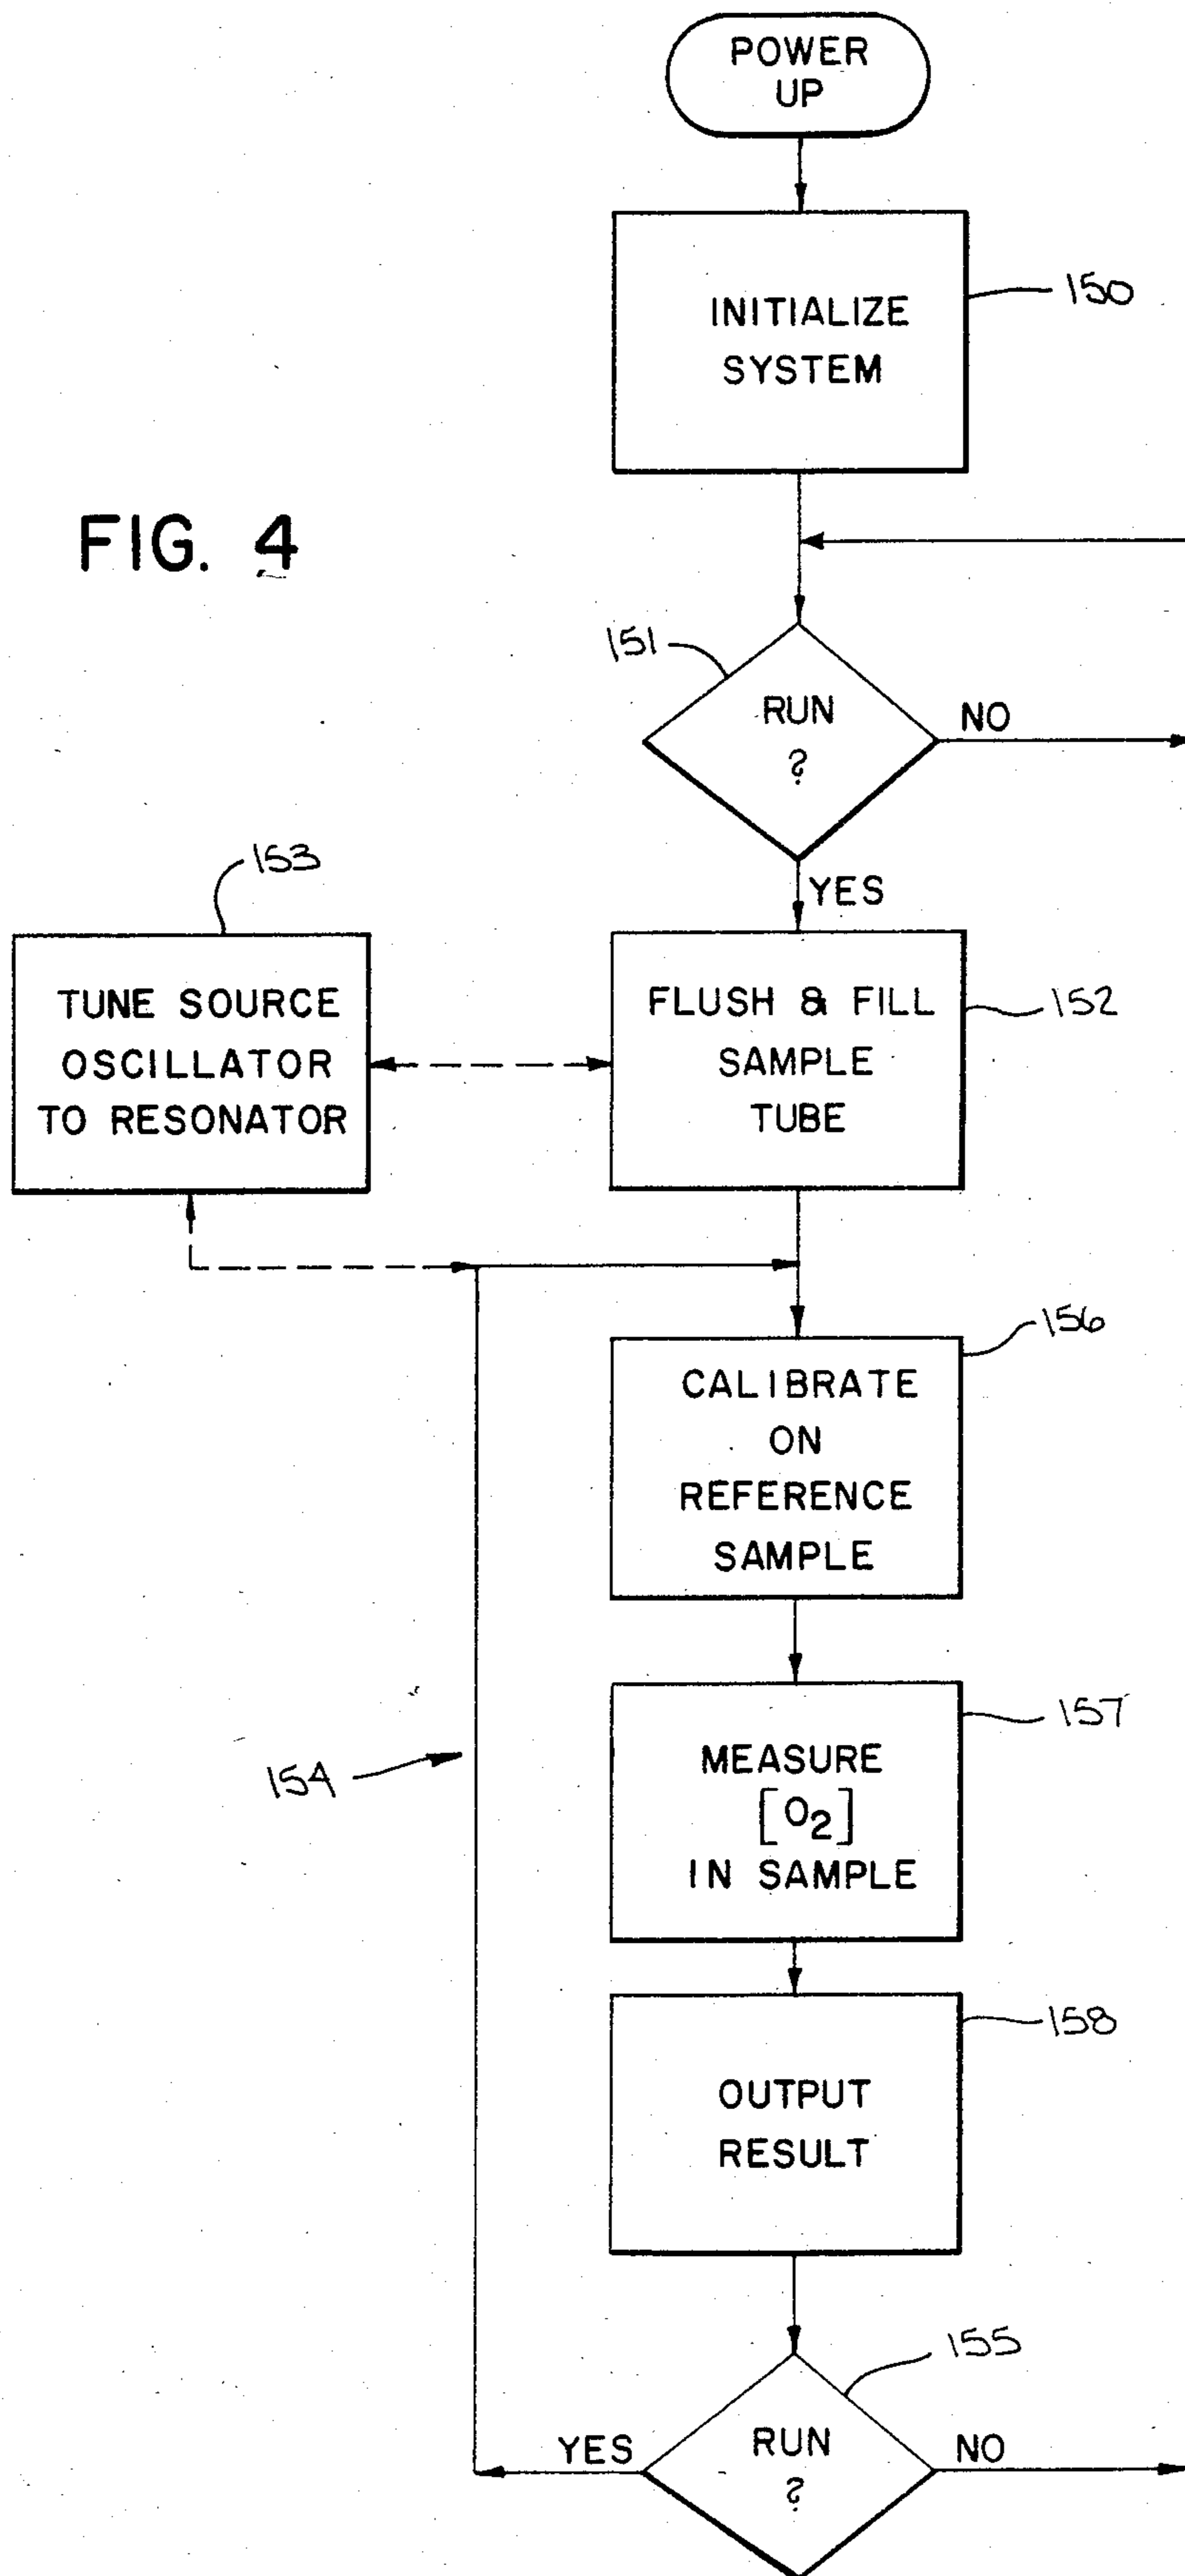 POWER
UP
INITIALIZE
SYSTEM
150
FIG. 4
151
RUN
?
NO
YES
153
TUNE SOURCE
OSCILLATOR
TO RESONATOR
FLUSH & FILL
SAMPLE
TUBE
152
CALIBRATE
ON
REFERENCE
SAMPLE
156
MEASURE
[O₂]
IN SAMPLE
157
154
OUTPUT
RESULT
158
155
YES
RUN
?
NO